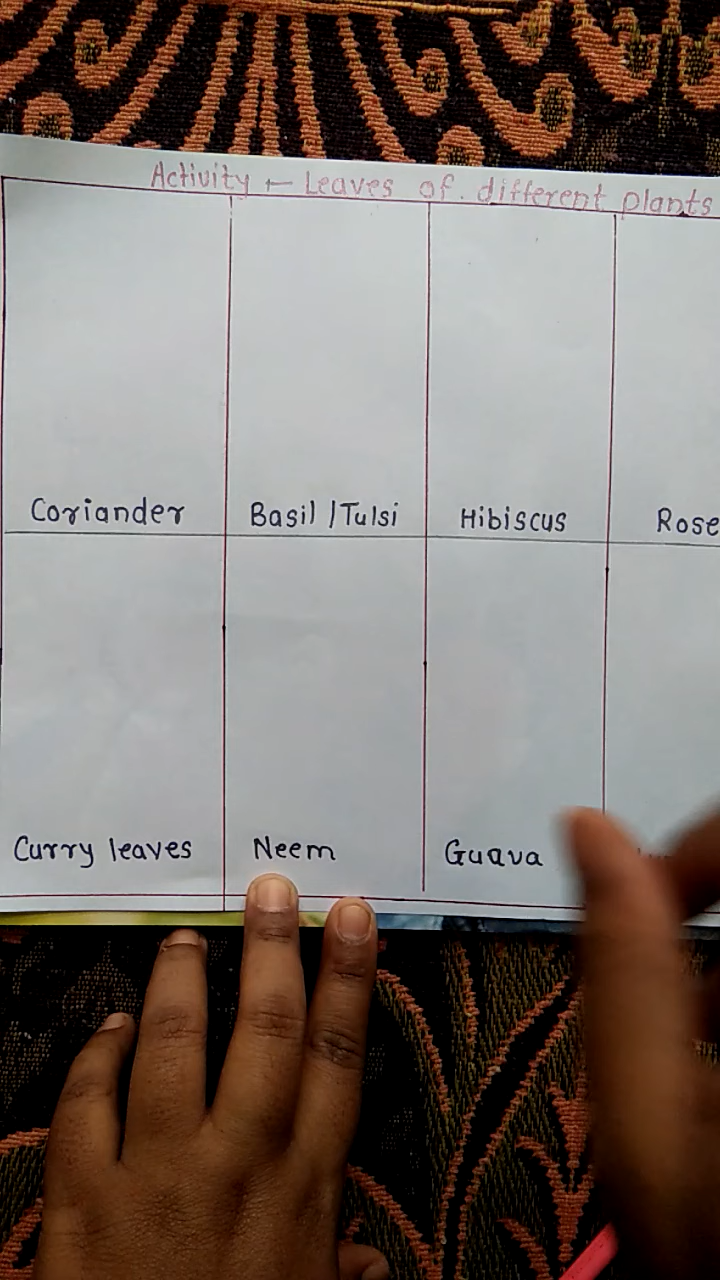 Activity – Leaves of different plants
Coriander
Basil / Tulsi
Hibiscus
Rose
Curry leaves
Neem
Guava